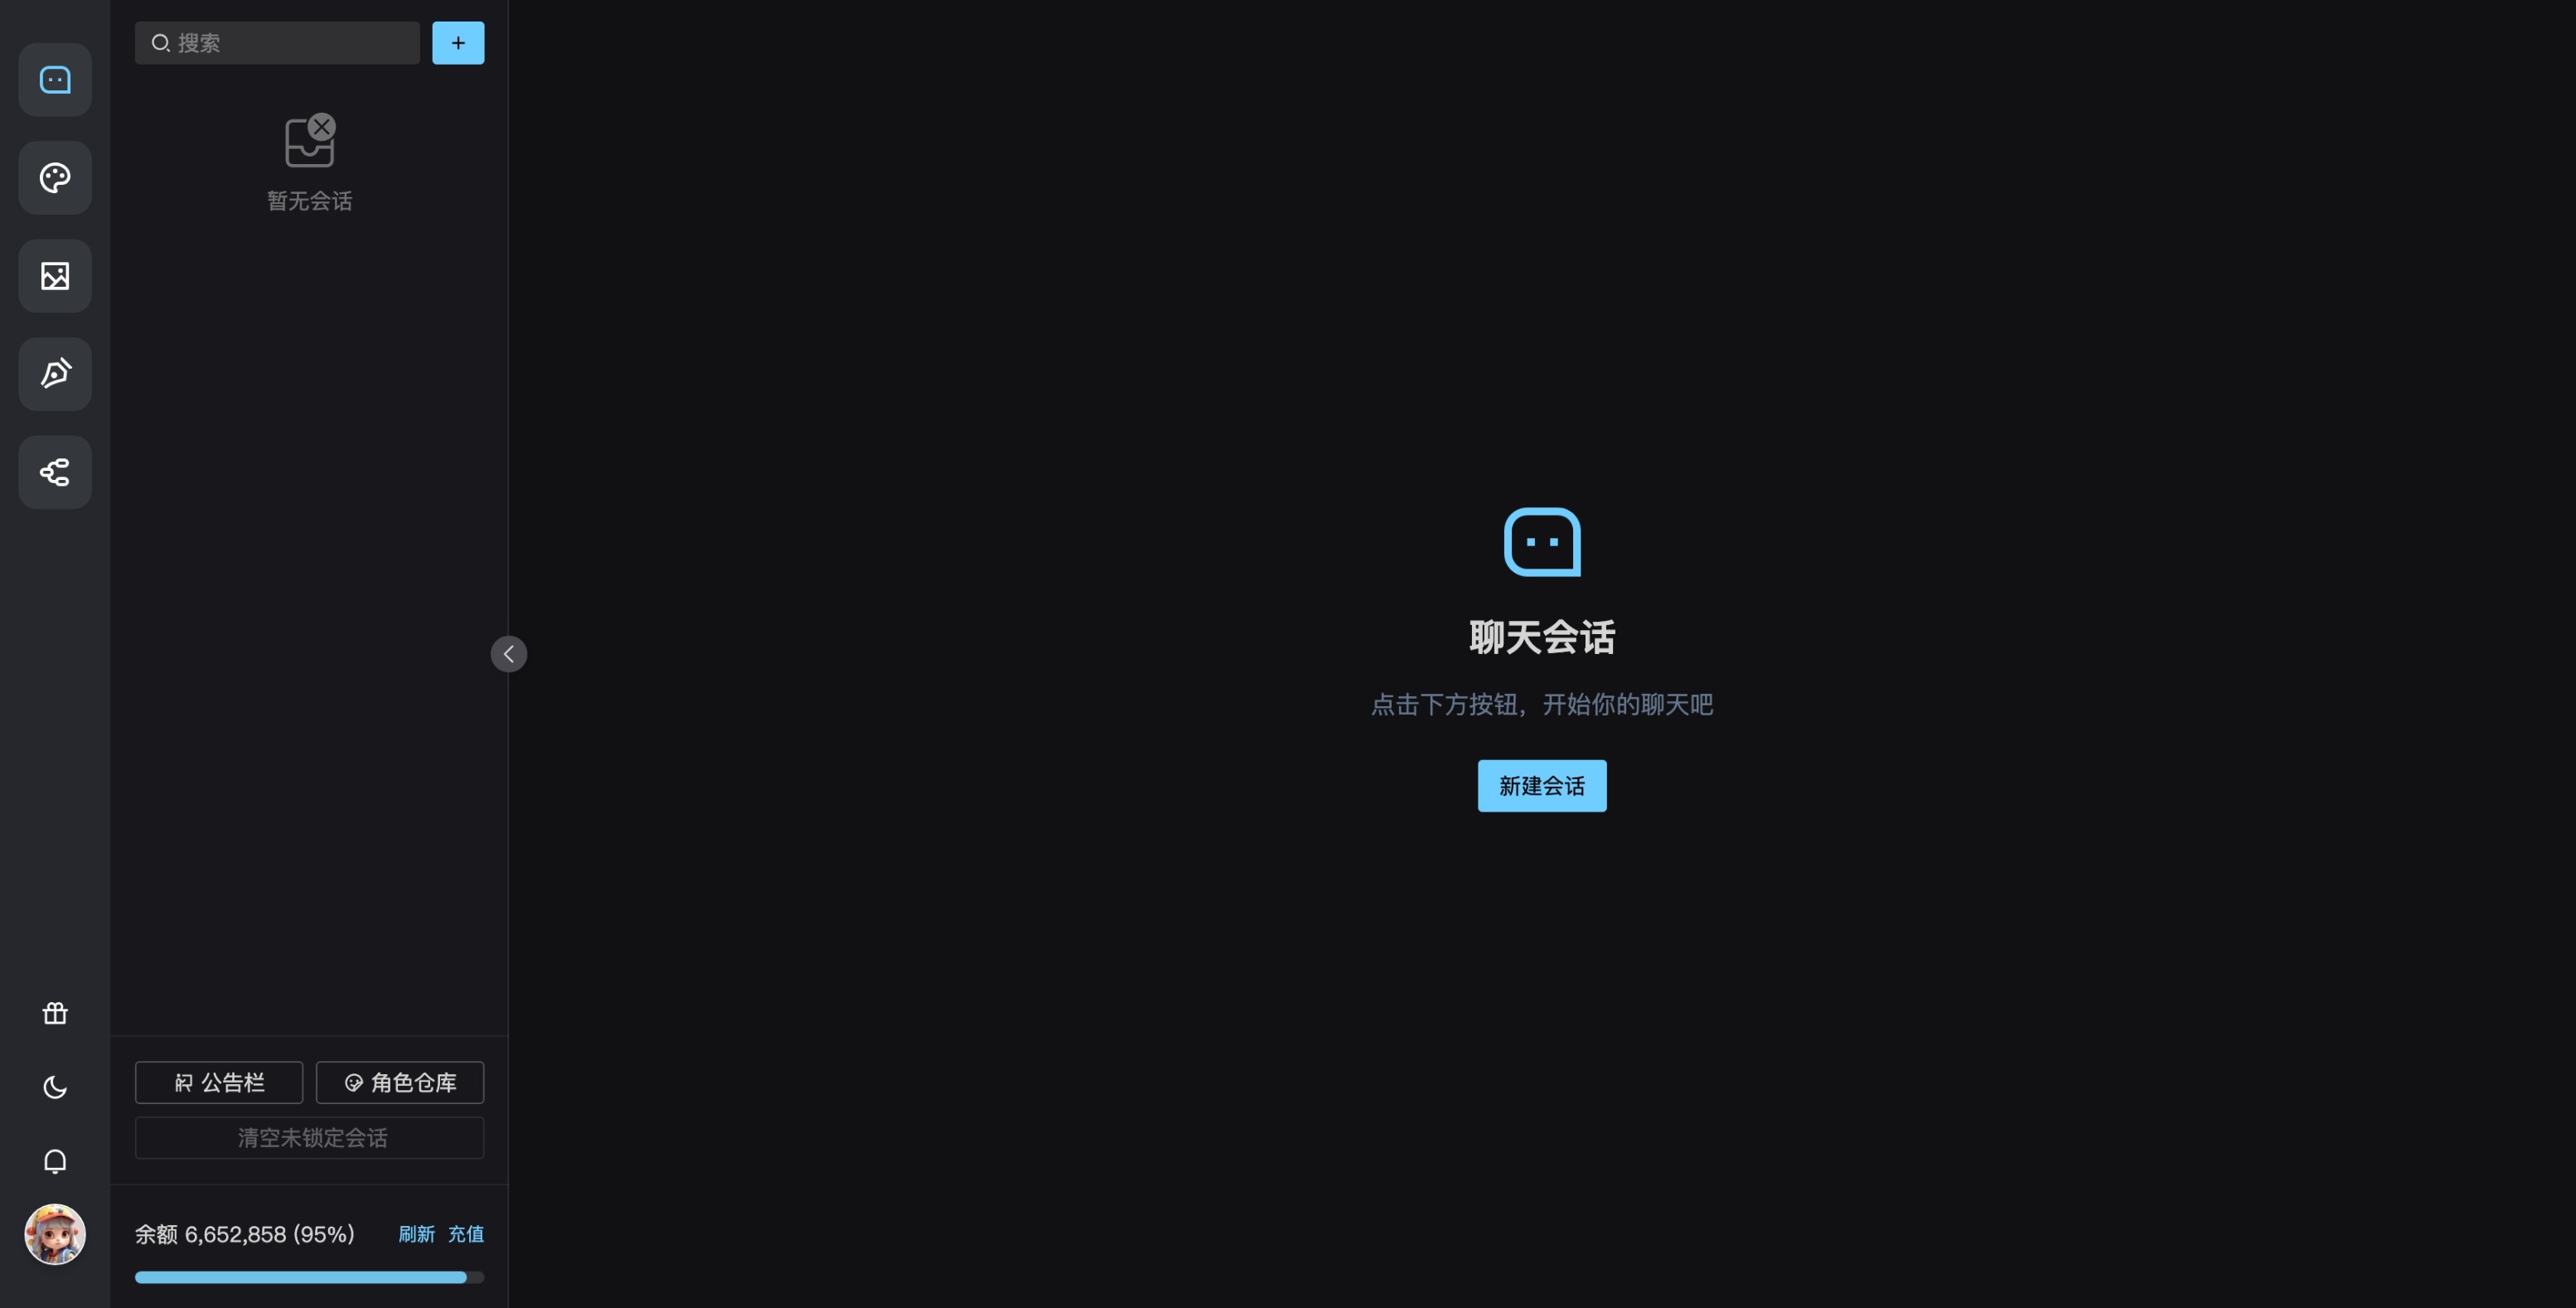 搜索
暂无会话
聊天会话
点击下方按钮，开始你的聊天吧
新建会话
公告栏
角色仓库
清空未锁定会话
余额 6,652,858 (95%)
刷新 充值